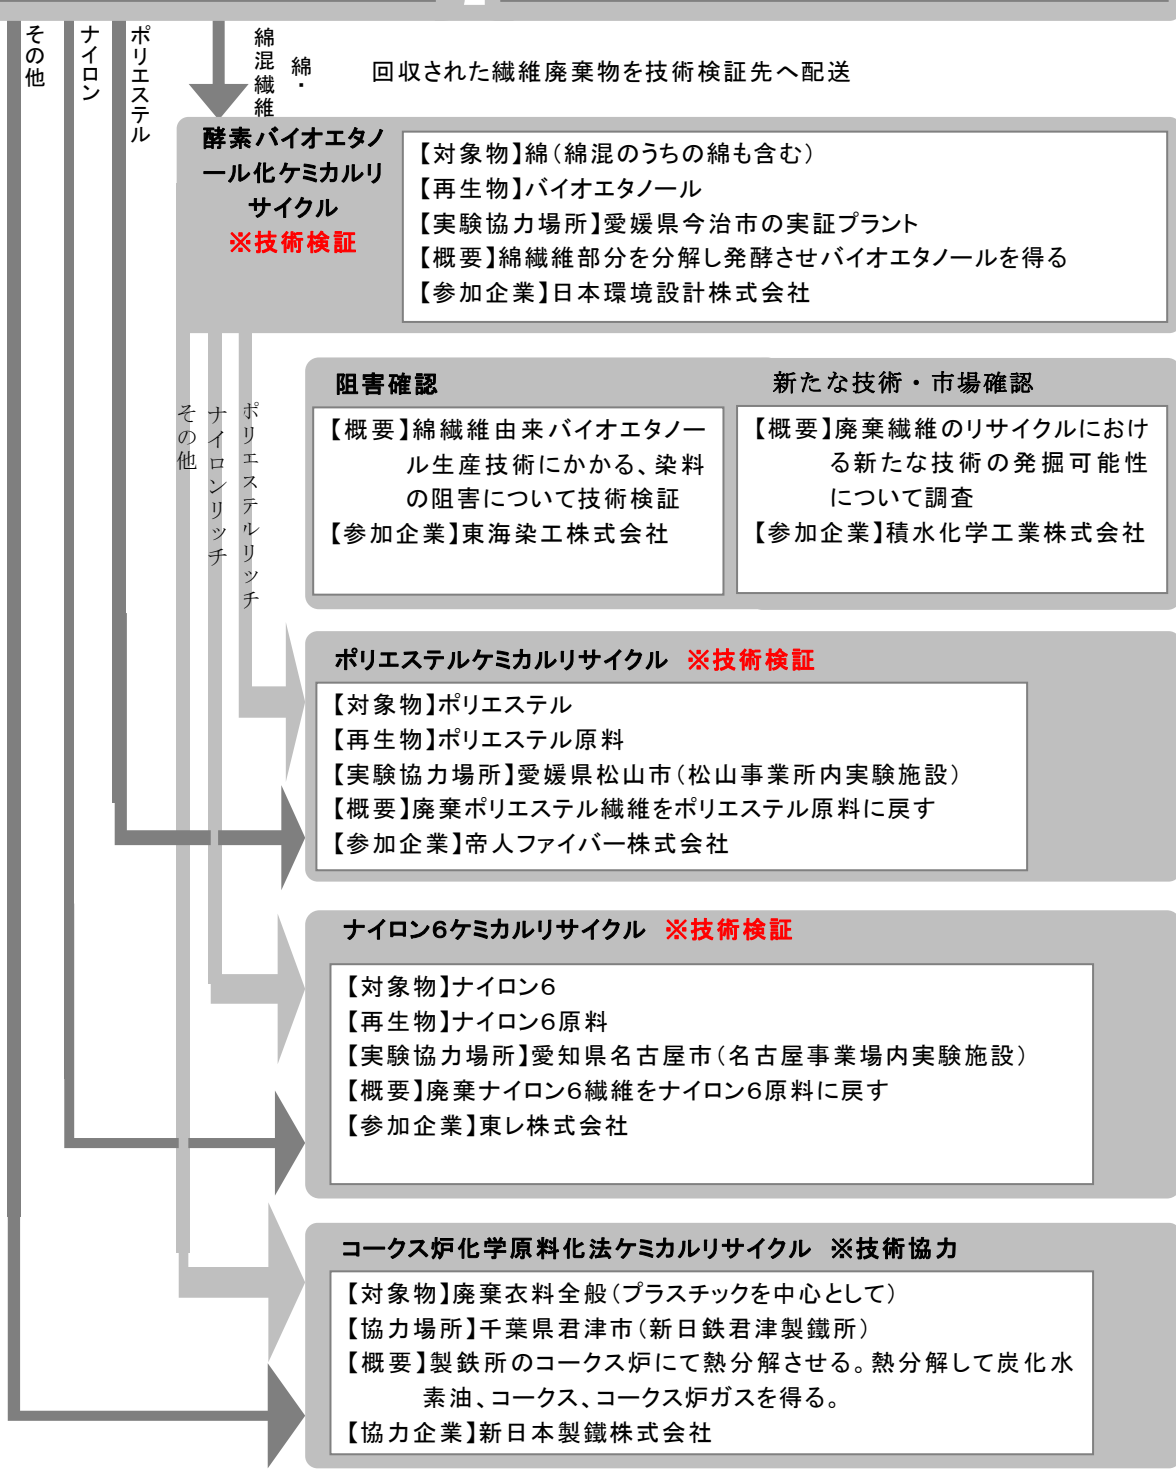 その他
ナイロン
ポリエステル
綿・
綿混繊維
回収された繊維廃棄物を技術検証先へ配送
酵素バイオエタノ
ール化ケミカルリ
サイクル
※技術検証
【対象物】綿（綿混のうちの綿も含む）
【再生物】バイオエタノール
【実験協力場所】愛媛県今治市の実証プラント
【概要】綿繊維部分を分解し発酵させバイオエタノールを得る
【参加企業】日本環境設計株式会社
その他
ナイロンリッチ
ポリエステルリッチ
阻害確認
【概要】綿繊維由来バイオエタノー
ル生産技術にかかる、染料
の阻害について技術検証
【参加企業】東海染工株式会社
新たな技術・市場確認
【概要】廃棄繊維のリサイクルにおけ
る新たな技術の発掘可能性
について調査
【参加企業】積水化学工業株式会社
ポリエステルケミカルリサイクル ※技術検証
【対象物】ポリエステル
【再生物】ポリエステル原料
【実験協力場所】愛媛県松山市（松山事業所内実験施設）
【概要】廃棄ポリエステル繊維をポリエステル原料に戻す
【参加企業】帝人ファイバー株式会社
ナイロン６ケミカルリサイクル ※技術検証
【対象物】ナイロン６
【再生物】ナイロン６原料
【実験協力場所】愛知県名古屋市（名古屋事業場内実験施設）
【概要】廃棄ナイロン６繊維をナイロン６原料に戻す
【参加企業】東レ株式会社
コークス炉化学原料化法ケミカルリサイクル ※技術協力
【対象物】廃棄衣料全般（プラスチックを中心として）
【協力場所】千葉県君津市（新日鉄君津製鐵所）
【概要】製鉄所のコークス炉にて熱分解させる。熱分解して炭化水
素油、コークス、コークス炉ガスを得る。
【協力企業】新日本製鐵株式会社